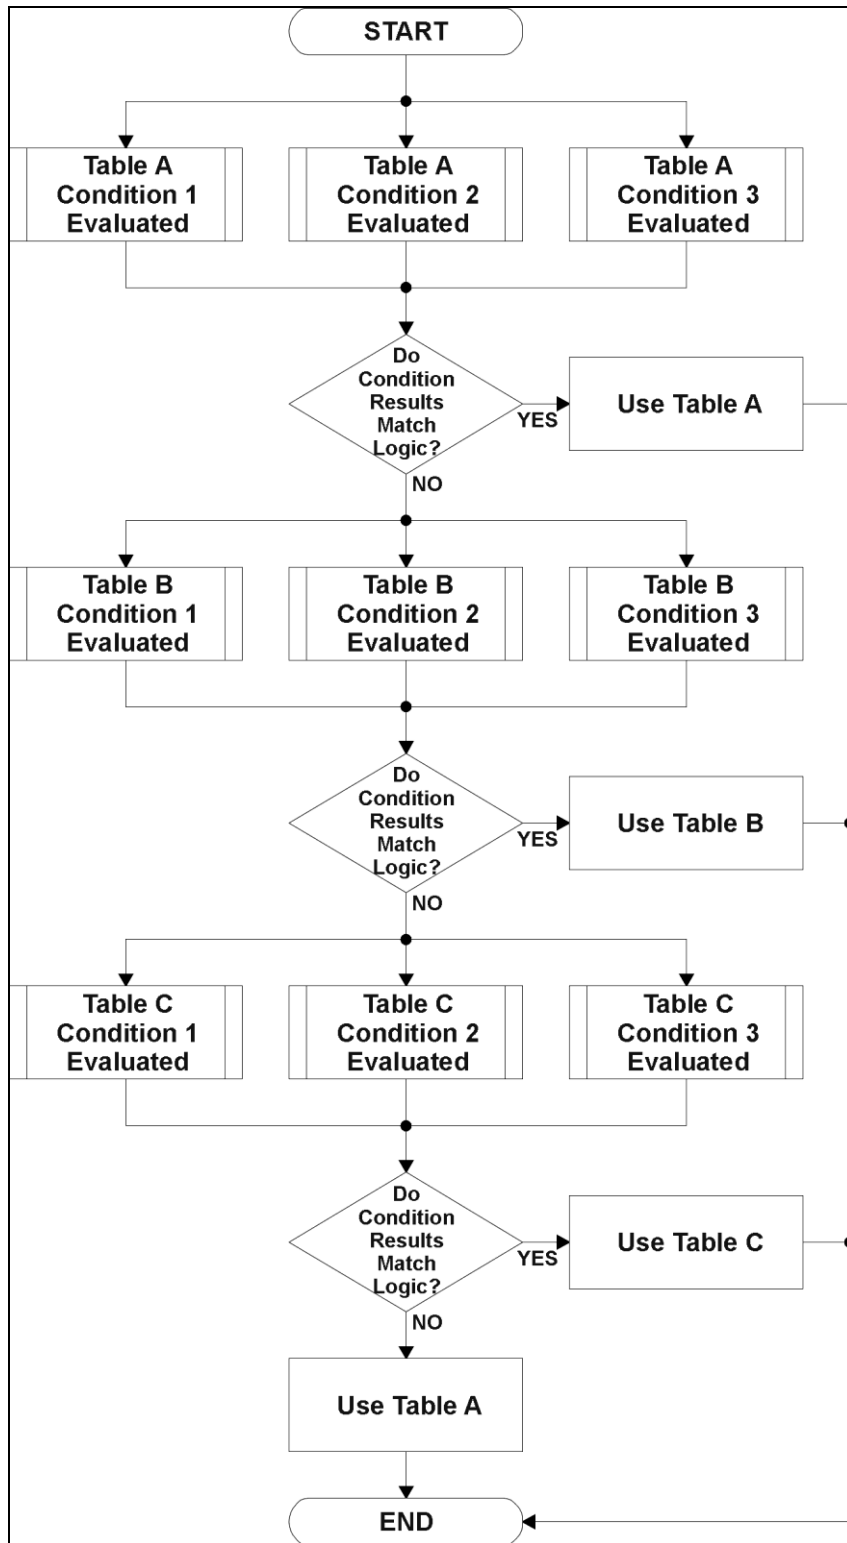 START
Table A
Condition 1
Evaluated
Table A
Condition 2
Evaluated
Table A
Condition 3
Evaluated
Do
Condition
Results
Match
Logic?
YES
Use Table A
NO
Table B
Condition 1
Evaluated
Table B
Condition 2
Evaluated
Table B
Condition 3
Evaluated
Do
Condition
Results
Match
Logic?
YES
Use Table B
NO
Table C
Condition 1
Evaluated
Table C
Condition 2
Evaluated
Table C
Condition 3
Evaluated
Do
Condition
Results
Match
Logic?
YES
Use Table C
NO
Use Table A
END